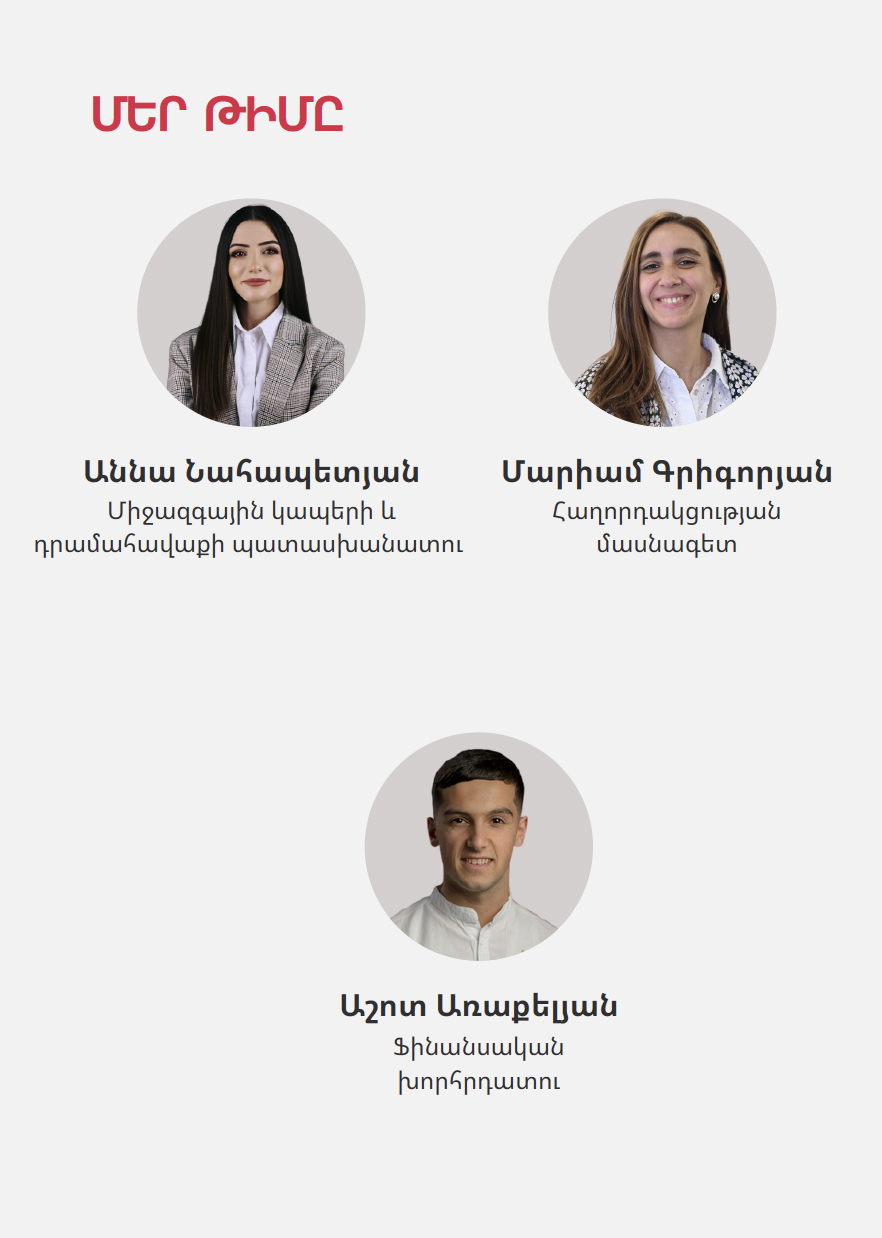 ՄԵՐ ԹԻՄԸ
Աննա Նահապետյան
Միջազգային կապերի և
դրամահավաքի պատասխանատու
Մարիամ Գրիգորյան
Հաղորդակցության
մասնագետ
Աշոտ Առաքելյան
Ֆինանսական
խորհրդատու